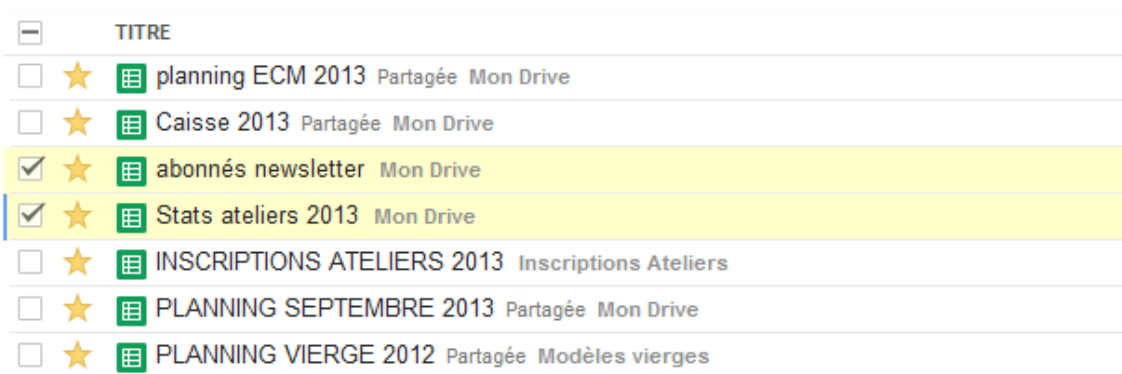 TITRE
planning ECM 2013 Partagée Mon Drive
Caisse 2013 Partagée Mon Drive
abonnés newsletter Mon Drive
Stats ateliers 2013 Mon Drive
INSCRIPTIONS ATELIERS 2013 Inscriptions Ateliers
PLANNING SEPTEMBRE 2013 Partagée Mon Drive
PLANNING VIERGE 2012 Partagée Modèles vierges